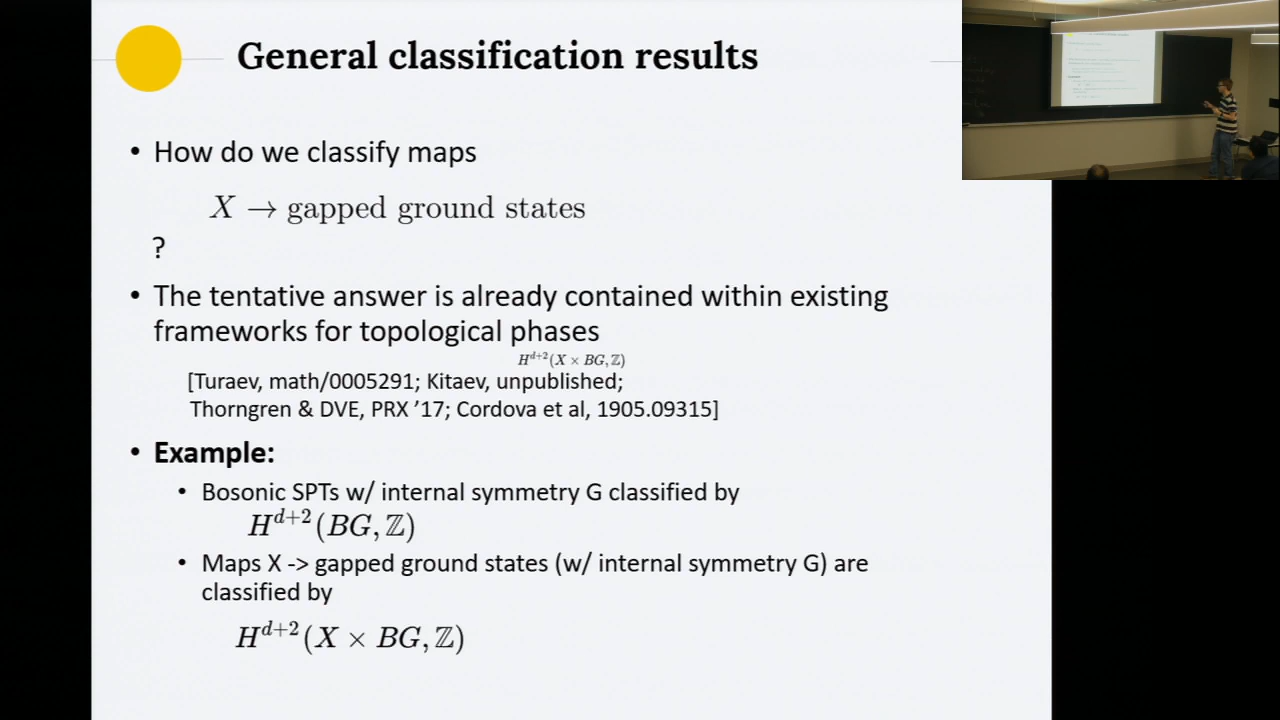 General classification results
• How do we classify maps
X → gapped ground states
?
• The tentative answer is already contained within existing
frameworks for topological phases
H^{d+2}(X × BG, ℤ)
[Turaev, math/0005291; Kitaev, unpublished;
Thorngren & DVE, PRX ’17; Cordova et al, 1905.09315]
• Example:
• Bosonic SPTs w/ internal symmetry G classified by
H^{d+2}(BG, ℤ)
• Maps X -> gapped ground states (w/ internal symmetry G) are
classified by
H^{d+2}(X × BG, ℤ)